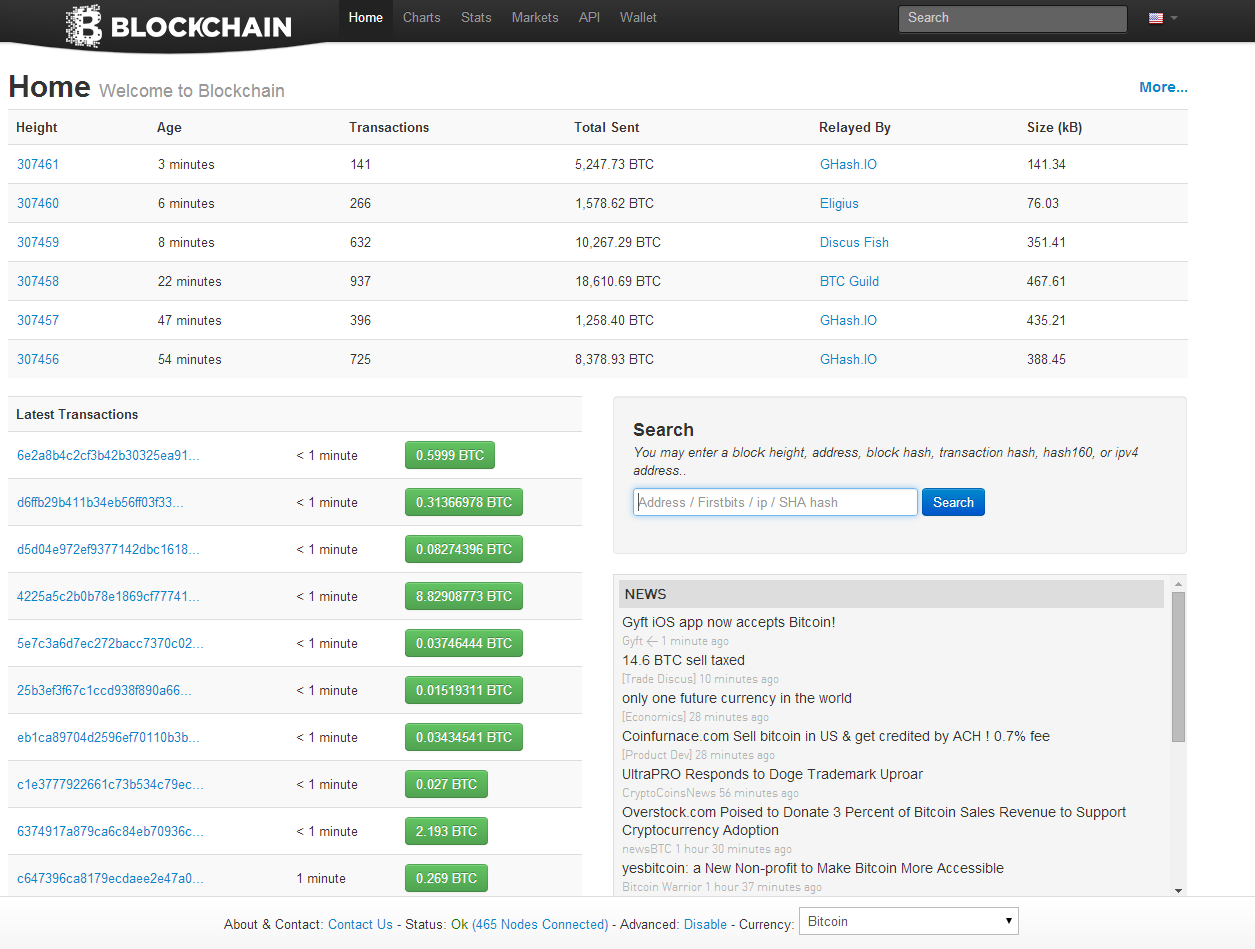 BLOCKCHAIN Home Charts Stats Markets API Wallet Search
Home Welcome to Blockchain More...
Height Age Transactions Total Sent Relayed By Size (kB)
307461 3 minutes 141 5,247.73 BTC GHash.IO 141.34
307460 6 minutes 266 1,578.62 BTC Eligius 76.03
307459 8 minutes 632 10,267.29 BTC Discus Fish 351.41
307458 22 minutes 937 18,610.69 BTC BTC Guild 467.61
307457 47 minutes 396 1,258.40 BTC GHash.IO 435.21
307456 54 minutes 725 8,378.93 BTC GHash.IO 388.45
Latest Transactions
6e2a8b4c2cf3b42b30325ea91... < 1 minute 0.5999 BTC
d6ffb29b411b34eb56ff03f33... < 1 minute 0.31366978 BTC
d5d04e972ef9377142dbc1618... < 1 minute 0.08274396 BTC
4225a5c2b0b78e1869cf77741... < 1 minute 8.82908773 BTC
5e7c3a6d7ec272bacc7370c02... < 1 minute 0.03746444 BTC
25b3ef3f67c1ccd938f890a66... < 1 minute 0.01519311 BTC
eb1ca89704d2596ef70110b3b... < 1 minute 0.03434541 BTC
c1e3777922661c73b534c79ec... < 1 minute 0.027 BTC
6374917a879ca6c84eb70936c... < 1 minute 2.193 BTC
c647396ca8179ecdaee2e47a0... 1 minute 0.269 BTC
Search
You may enter a block height, address, block hash, transaction hash, hash160, or ipv4
address..
Address / Firstbits / ip / SHA hash Search
NEWS
Gyft iOS app now accepts Bitcoin!
Gyft ← 1 minute ago
14.6 BTC sell taxed
[Trade Discus] 10 minutes ago
only one future currency in the world
[Economics] 28 minutes ago
Coinfurnace.com Sell bitcoin in US & get credited by ACH ! 0.7% fee
[Product Dev] 28 minutes ago
UltraPRO Responds to Doge Trademark Uproar
CryptoCoinsNews 56 minutes ago
Overstock.com Poised to Donate 3 Percent of Bitcoin Sales Revenue to Support
Cryptocurrency Adoption
newsBTC 1 hour 30 minutes ago
yesbitcoin: a New Non-profit to Make Bitcoin More Accessible
Bitcoin Warrior 1 hour 37 minutes ago
About & Contact: Contact Us - Status: Ok (465 Nodes Connected) - Advanced: Disable - Currency: Bitcoin